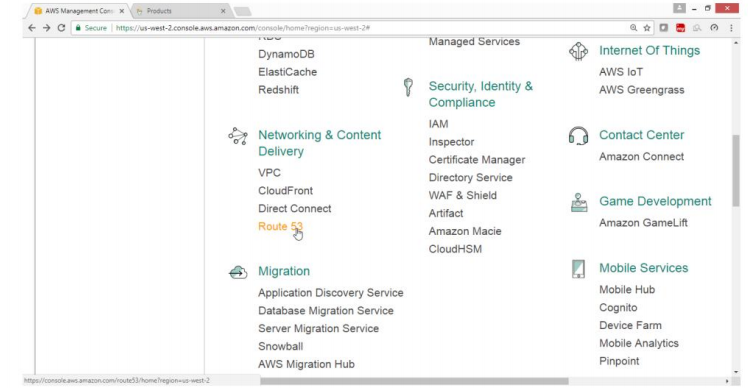 AWS Management Cons
Products
Secure
https://us-west-2.console.aws.amazon.com/console/home?region=us-west-2#
RDS
DynamoDB
ElastiCache
Redshift
Networking & Content
Delivery
VPC
CloudFront
Direct Connect
Route 53
Migration
Application Discovery Service
Database Migration Service
Server Migration Service
Snowball
AWS Migration Hub
Managed Services
Security, Identity &
Compliance
IAM
Inspector
Certificate Manager
Directory Service
WAF & Shield
Artifact
Amazon Macie
CloudHSM
Internet Of Things
AWS IoT
AWS Greengrass
Contact Center
Amazon Connect
Game Development
Amazon GameLift
Mobile Services
Mobile Hub
Cognito
Device Farm
Mobile Analytics
Pinpoint
https://console.aws.amazon.com/route53/home?region=us-west-2